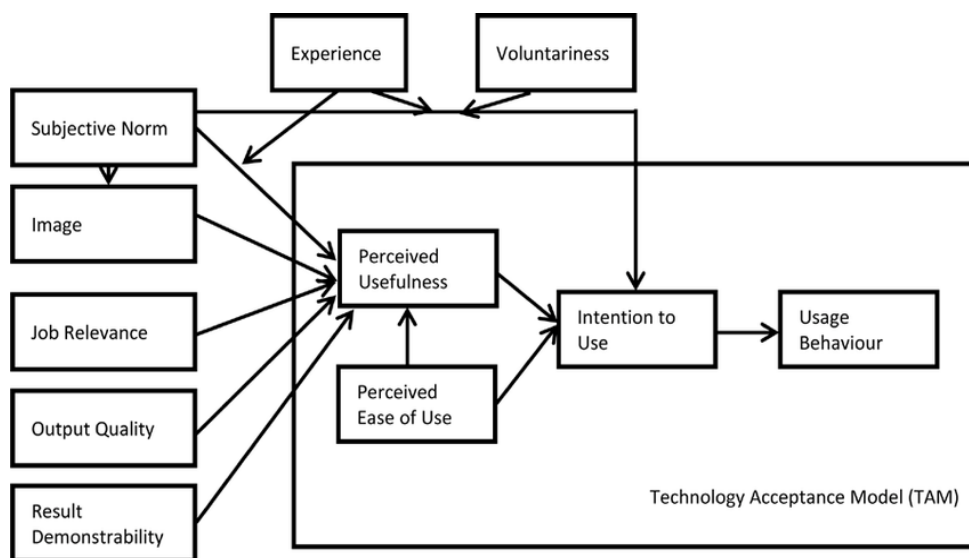 Experience
Voluntariness
Subjective Norm
Image
Job Relevance
Output Quality
Result
Demonstrability
Perceived
Usefulness
Perceived
Ease of Use
Intention to
Use
Usage
Behaviour
Technology Acceptance Model (TAM)